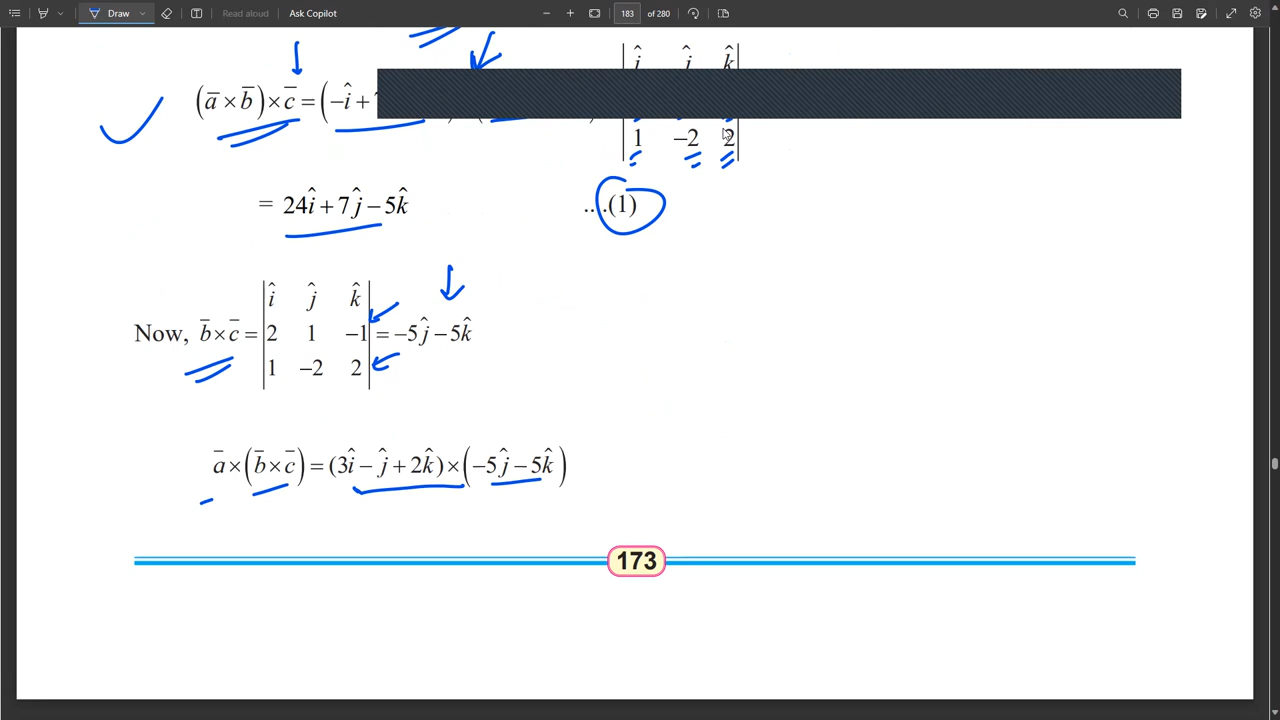 Draw Read aloud Ask Copilot 183 of 280
î ĵ k̂
(ā × b̄) × c̄ = (−î +
1 −2 2
= 24î + 7ĵ − 5k̂ ....(1)
î ĵ k̂
Now, b̄ × c̄ = 2 1 −1 = −5ĵ − 5k̂
1 −2 2
ā × (b̄ × c̄) = (3î − ĵ + 2k̂) × (−5ĵ − 5k̂)
173